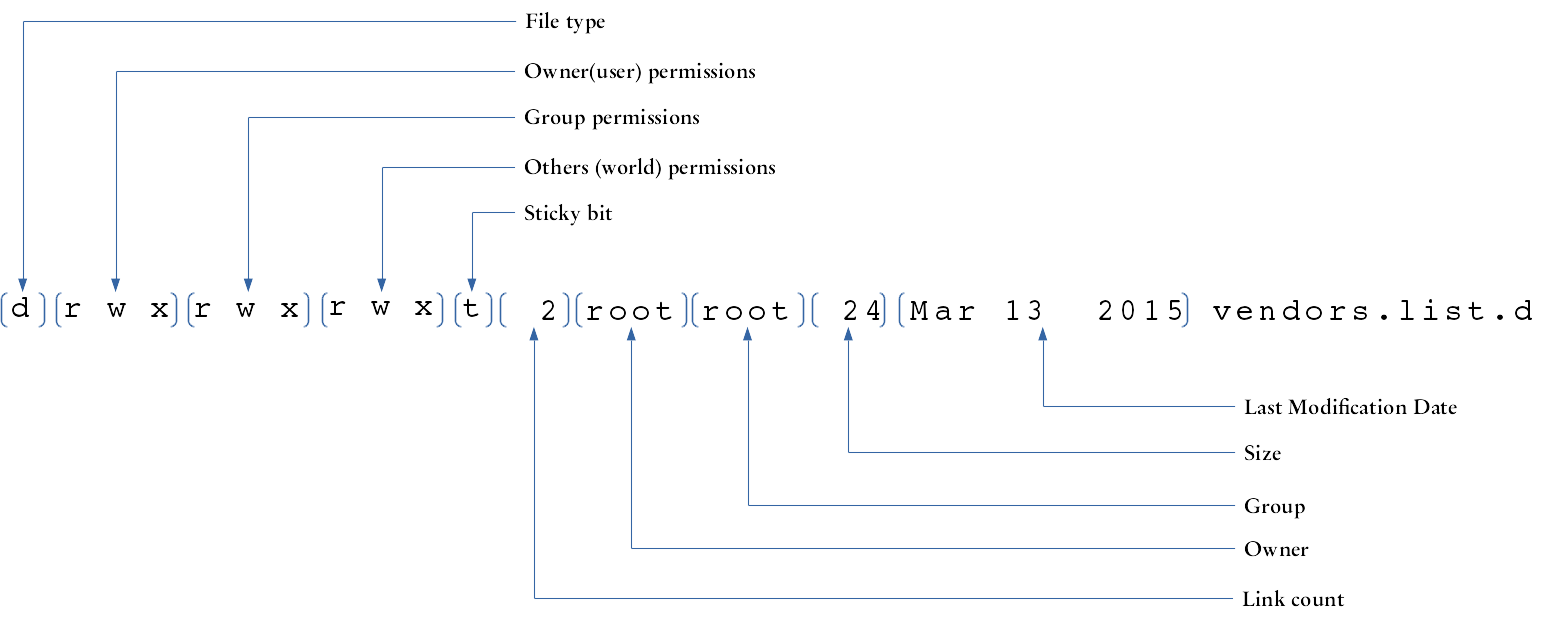 File type
Owner(user) permissions
Group permissions
Others (world) permissions
Sticky bit
(d)(r w x)(r w x)(r w x)(t)( 2)(root)(root)( 24)(Mar 13 2015) vendors.list.d
Last Modification Date
Size
Group
Owner
Link count